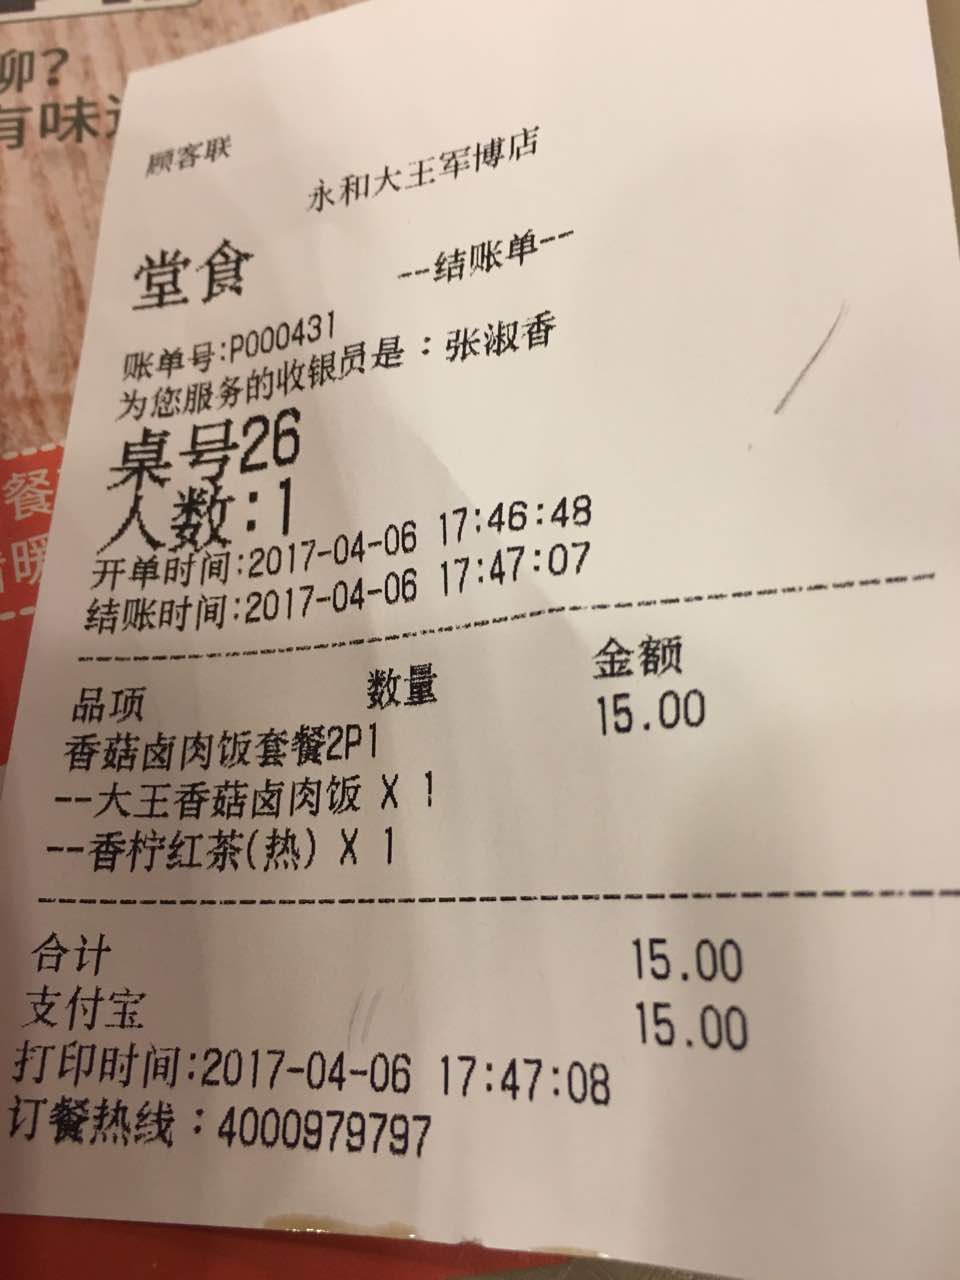 聊?
有味
顾客联
永和大王军博店
堂食
--结账单--
账单号:P000431
为您服务的收银员是：张淑香
桌号26
人数:1
开单时间:2017-04-06 17:46:48
结账时间:2017-04-06 17:47:07
品项 数量 金额
香菇卤肉饭套餐2P1 15.00
--大王香菇卤肉饭 X 1
--香柠红茶(热) X 1
合计 15.00
支付宝 15.00
打印时间:2017-04-06 17:47:08
订餐热线：4000979797
餐
暖